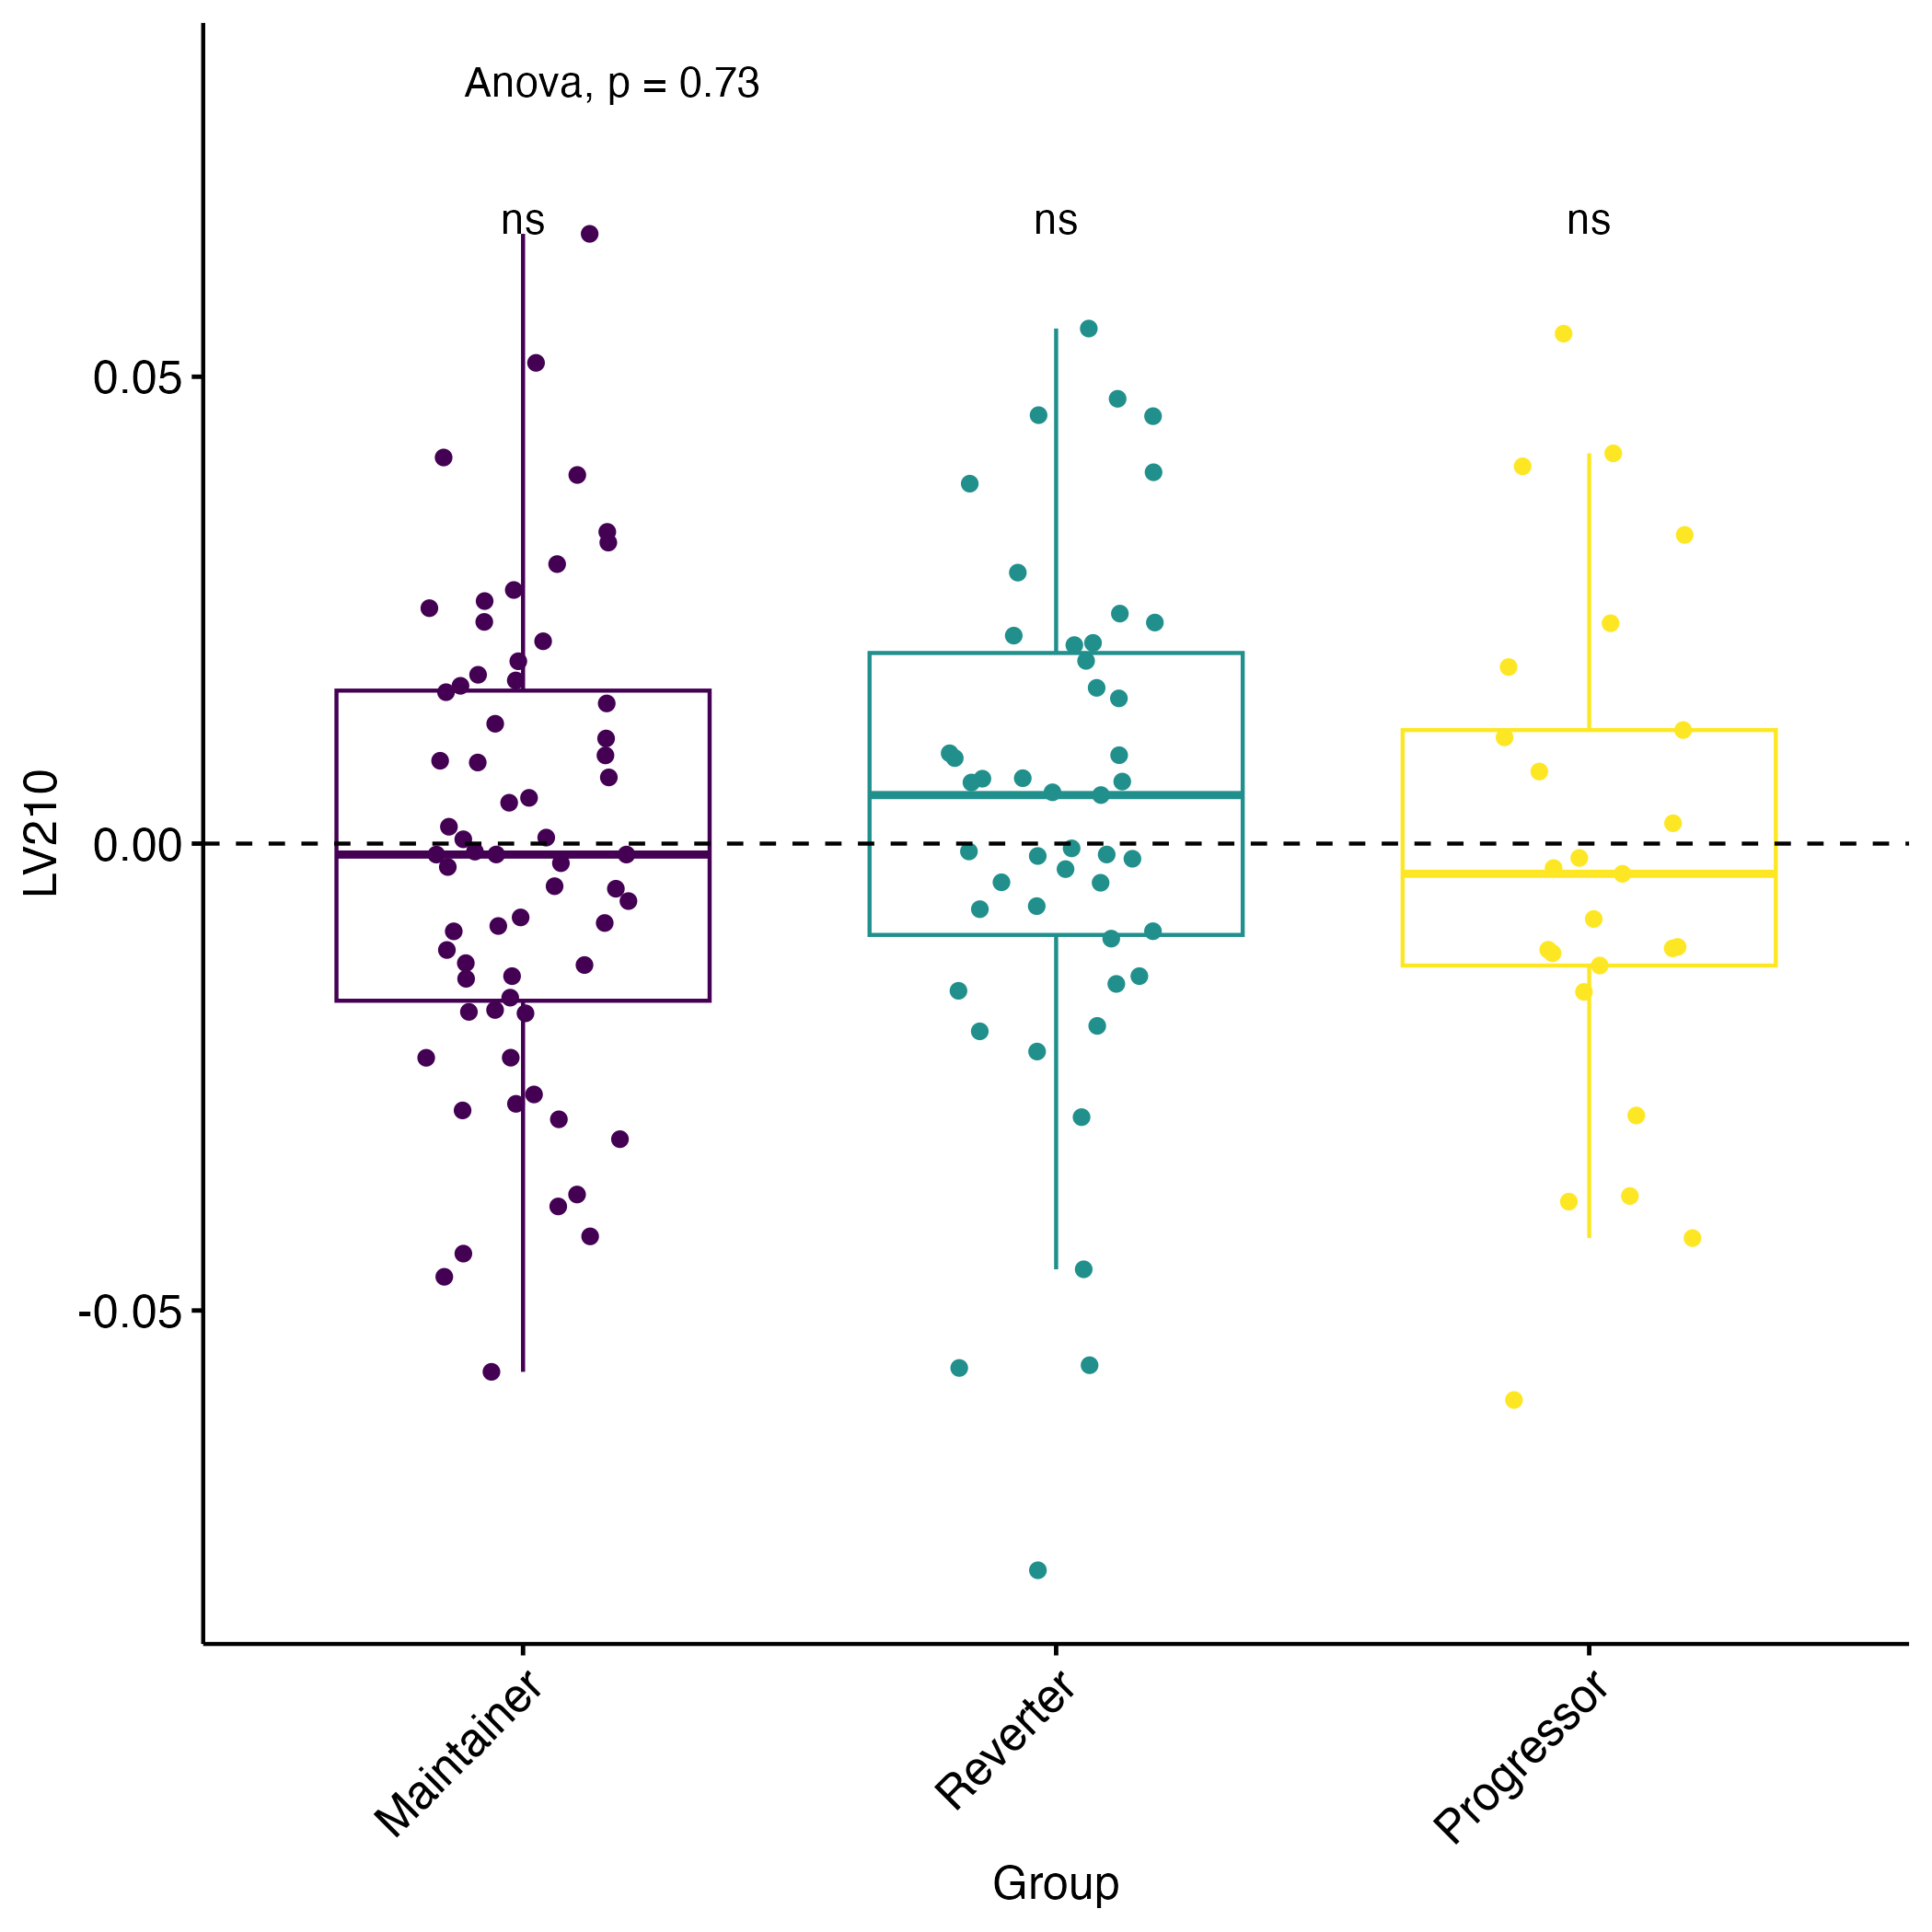 Anova, p = 0.73
ns ns ns
0.05
0.00
-0.05
LV210
Maintainer Reverter Progressor
Group